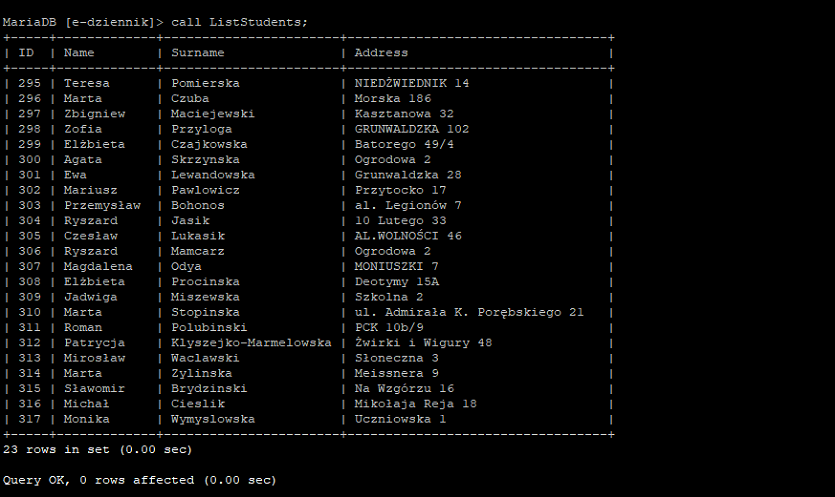 MariaDB [e-dziennik]> call ListStudents;
+-----+-------------+-----------------------+----------------------------------+
| ID | Name | Surname | Address |
+-----+-------------+-----------------------+----------------------------------+
| 295 | Teresa | Pomierska | NIEDŹWIEDNIK 14 |
| 296 | Marta | Czuba | Morska 186 |
| 297 | Zbigniew | Maciejewski | Kasztanowa 32 |
| 298 | Zofia | Przyloga | GRUNWALDZKA 102 |
| 299 | Elżbieta | Czajkowska | Batorego 49/4 |
| 300 | Agata | Skrzynska | Ogrodowa 2 |
| 301 | Ewa | Lewandowska | Grunwaldzka 28 |
| 302 | Mariusz | Pawlowicz | Przytocko 17 |
| 303 | Przemysław | Bohonos | al. Legionów 7 |
| 304 | Ryszard | Jasik | 10 Lutego 33 |
| 305 | Czesław | Lukasik | AL.WOLNOŚCI 46 |
| 306 | Ryszard | Mamcarz | Ogrodowa 2 |
| 307 | Magdalena | Odya | MONIUSZKI 7 |
| 308 | Elżbieta | Procinska | Deotymy 15A |
| 309 | Jadwiga | Miszewska | Szkolna 2 |
| 310 | Marta | Stopinska | ul. Admirała K. Porębskiego 21 |
| 311 | Roman | Polubinski | PCK 10b/9 |
| 312 | Patrycja | Klyszejko-Marmelowska | Żwirki i Wigury 48 |
| 313 | Mirosław | Waclawski | Słoneczna 3 |
| 314 | Marta | Zylinska | Meissnera 9 |
| 315 | Sławomir | Brydzinski | Na Wzgórzu 16 |
| 316 | Michał | Cieslik | Mikołaja Reja 18 |
| 317 | Monika | Wymyslowska | Uczniowska 1 |
+-----+-------------+-----------------------+----------------------------------+
23 rows in set (0.00 sec)
Query OK, 0 rows affected (0.00 sec)